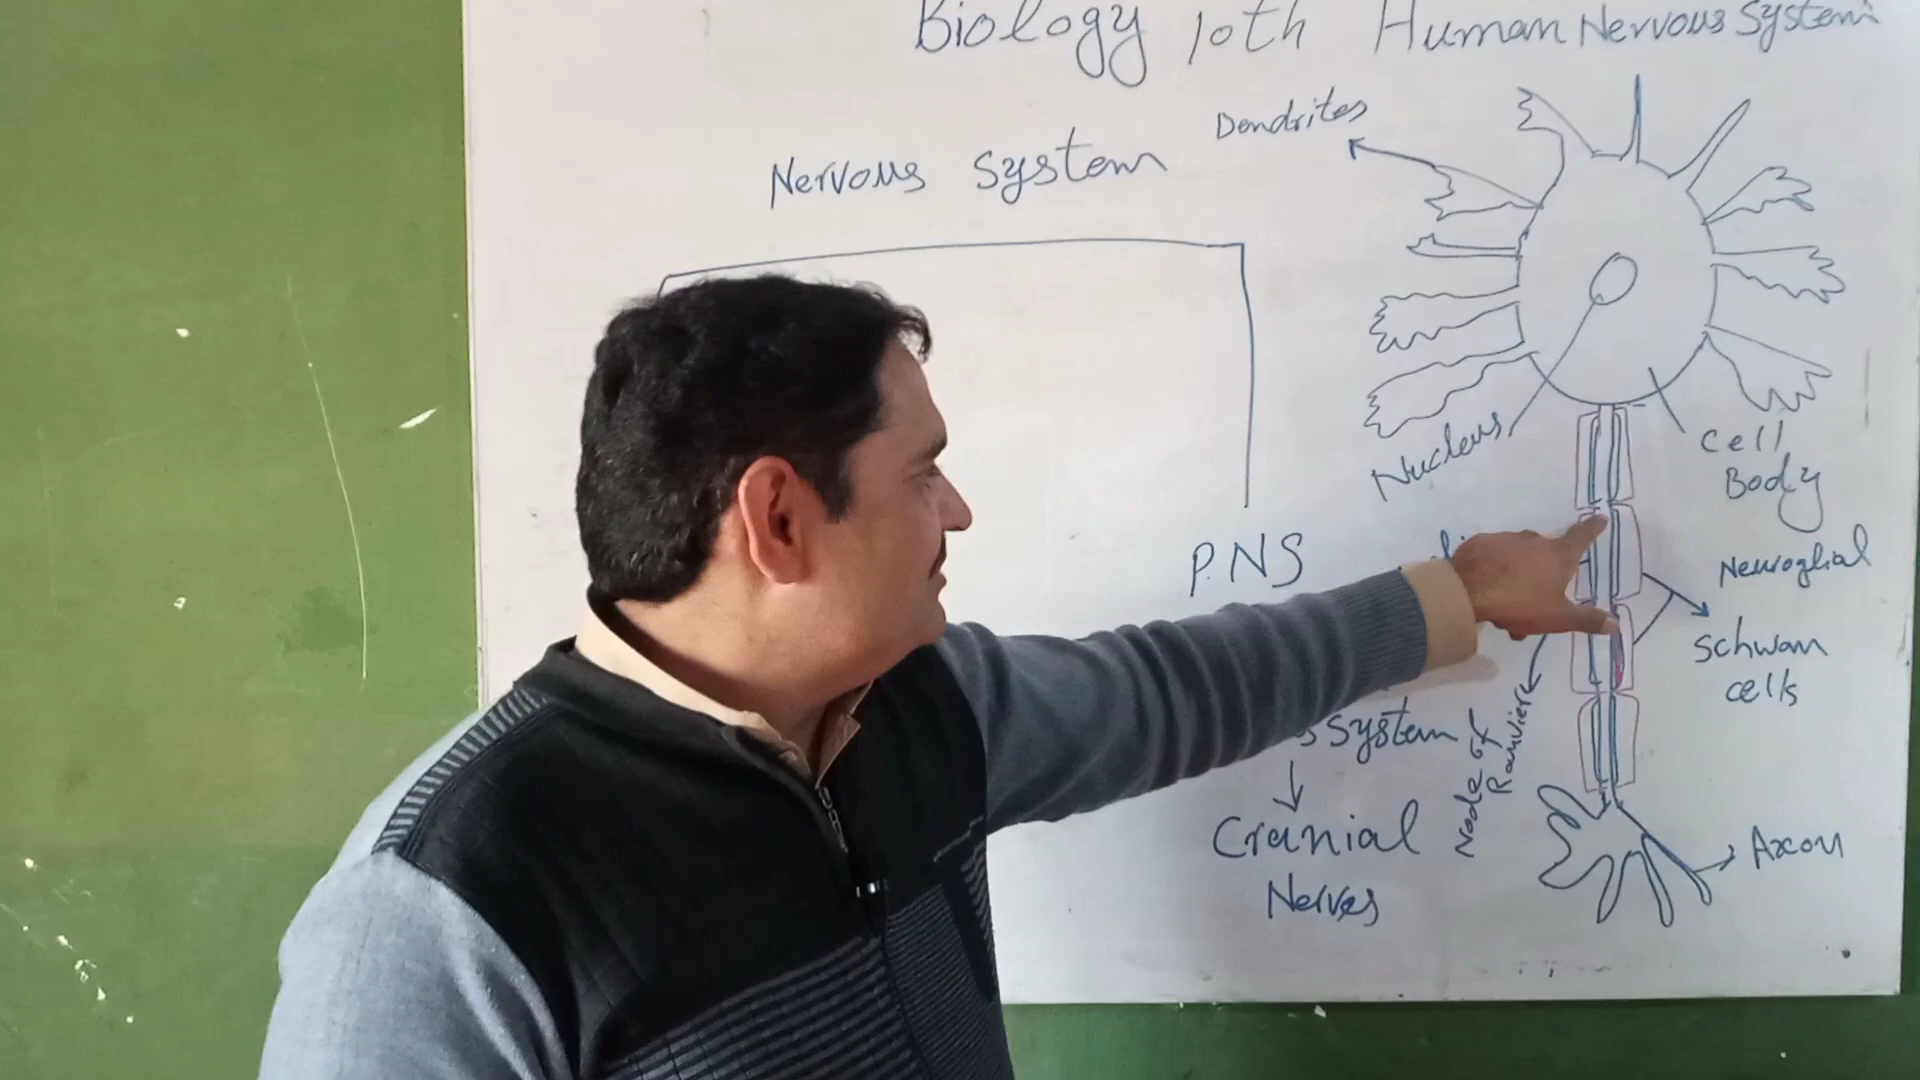 Biology 10th Human Nervous System
Dendrites
Nervous System
Nucleus
Cell
Body
P.NS
Neuroglial
Schwan
cells
System
Node of
Ranvier
Cranial
Nerves
Axon